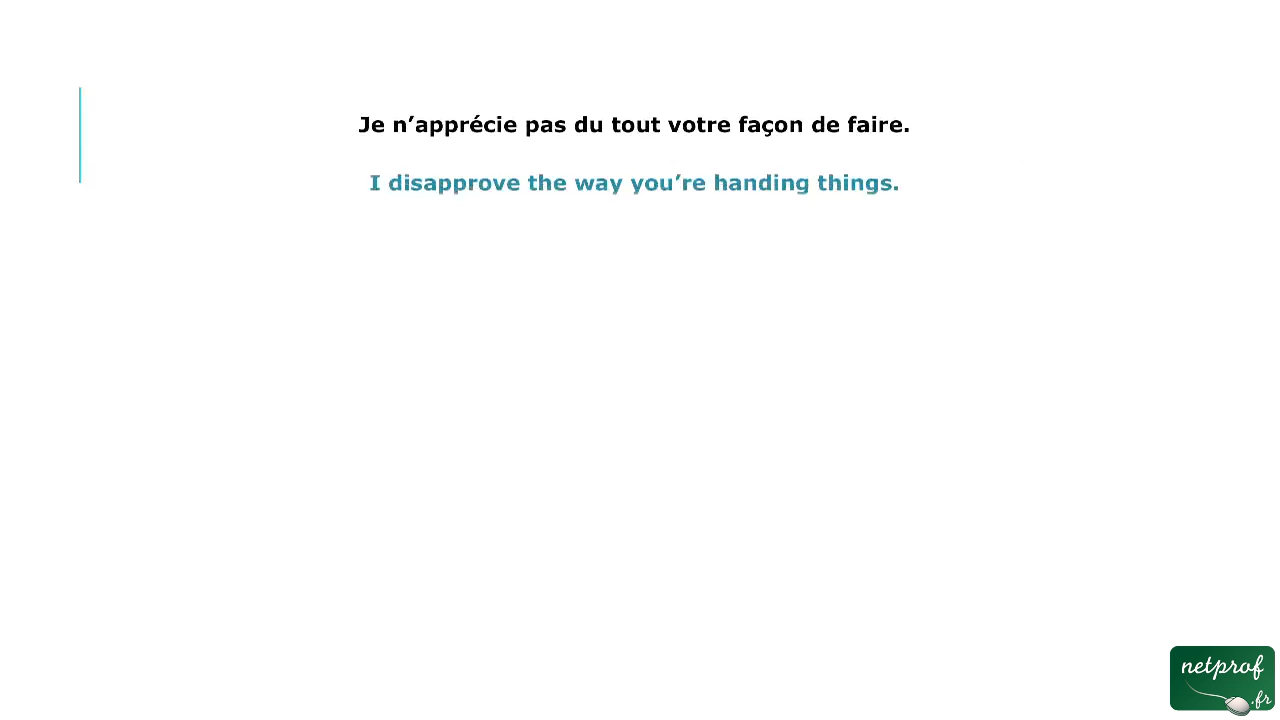 Je n’apprécie pas du tout votre façon de faire.
I disapprove the way you’re handing things.
netprof
.fr